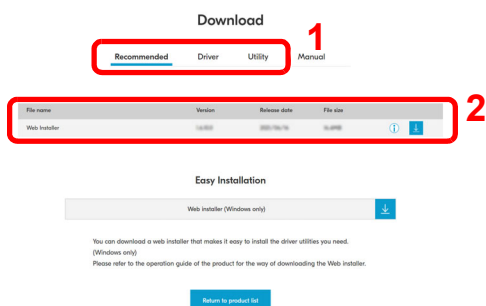 Download
1
Recommended Driver Utility Manual
2
File name Version Release date File size
Web Installer
Easy Installation
Web installer (Windows only)
You can download a web installer that makes it easy to install the driver utilities you need.
(Windows only)
Please refer to the operation guide of the product for the way of downloading the Web installer.
Return to product list